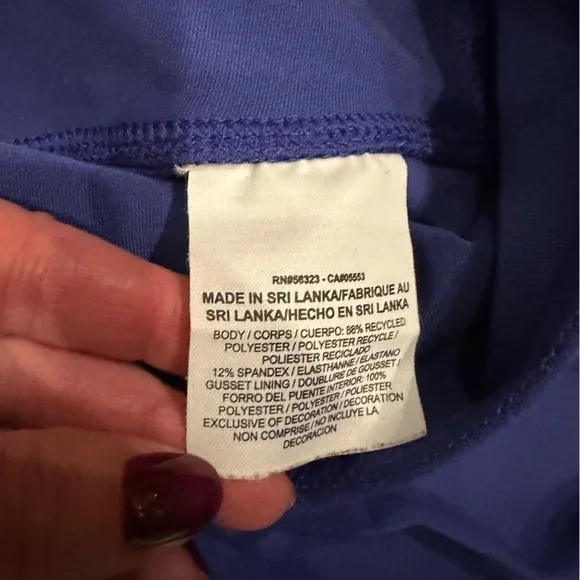 RN#56323 - CA#05553
MADE IN SRI LANKA/FABRIQUE AU
SRI LANKA/HECHO EN SRI LANKA
BODY / CORPS / CUERPO: 88% RECYCLED
POLYESTER / POLYESTER RECYCLE /
POLIESTER RECICLADO
12% SPANDEX / ELASTHANNE / ELASTANO
GUSSET LINING / DOUBLURE DE GOUSSET /
FORRO DEL PUENTE INTERIOR: 100%
POLYESTER / POLYESTER / POLIESTER
EXCLUSIVE OF DECORATION / DECORATION
NON COMPRISE / NO INCLUYE LA
DECORACION